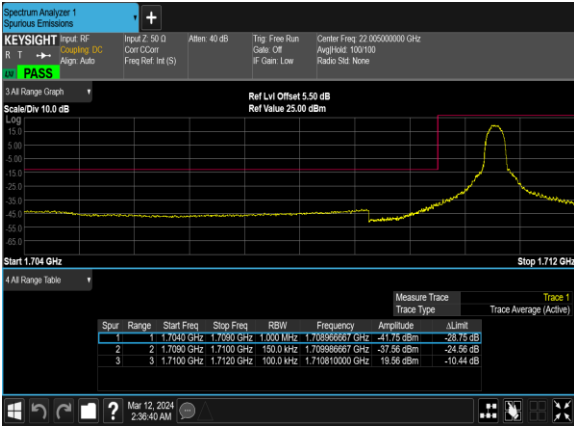 Spectrum Analyzer 1
Spurious Emissions
+
KEYSIGHT Input: RF
R T Coupling: DC
Align: Auto
LW PASS
Input Z: 50 Ω
Corr CCorr
Freq Ref: Int (S)
Atten: 40 dB
Trig: Free Run
Gate: Off
IF Gain: Low
Center Freq: 22.005000000 GHz
Avg|Hold: 100/100
Radio Std: None
3 All Range Graph
Ref Lvl Offset 5.50 dB
Scale/Div 10.0 dB Ref Value 25.00 dBm
Log
15.0
5.00
-5.00
-15.0
-25.0
-35.0
-45.0
-55.0
-65.0
Start 1.704 GHz Stop 1.712 GHz
4 All Range Table
Measure Trace Trace 1
Trace Type Trace Average (Active)
Spur Range Start Freq Stop Freq RBW Frequency Amplitude ΔLimit
1 1 1.7040 GHz 1.7090 GHz 1.000 MHz 1.708966667 GHz -41.75 dBm -28.75 dB
2 2 1.7090 GHz 1.7100 GHz 150.0 kHz 1.709986667 GHz -37.56 dBm -24.56 dB
3 3 1.7100 GHz 1.7120 GHz 100.0 kHz 1.710810000 GHz 19.56 dBm -10.44 dB
?
Mar 12, 2024
2:36:40 AM